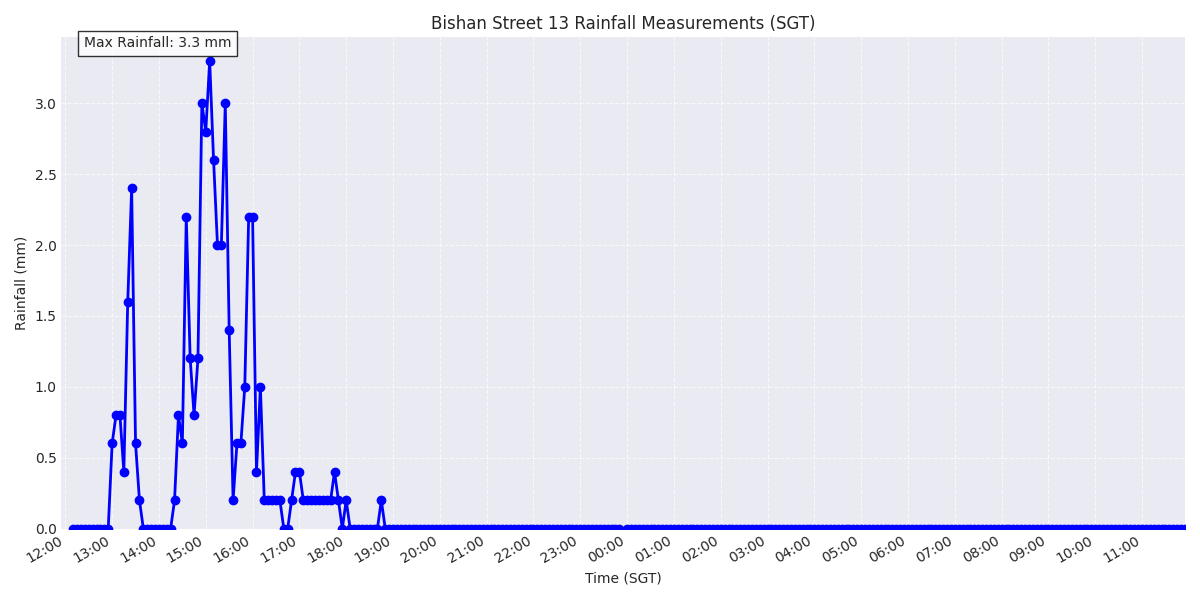 Bishan Street 13 Rainfall Measurements (SGT)
Max Rainfall: 3.3 mm
Rainfall (mm)
3.0
2.5
2.0
1.5
1.0
0.5
0.0
12:00 13:00 14:00 15:00 16:00 17:00 18:00 19:00 20:00 21:00 22:00 23:00 00:00 01:00 02:00 03:00 04:00 05:00 06:00 07:00 08:00 09:00 10:00 11:00
Time (SGT)